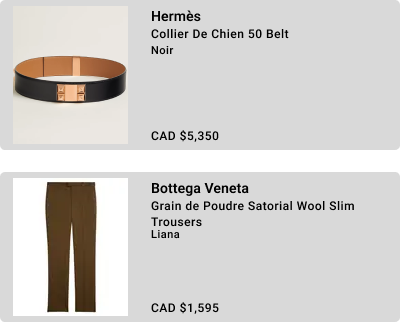 Hermès
Collier De Chien 50 Belt
Noir
CAD $5,350
Bottega Veneta
Grain de Poudre Satorial Wool Slim
Trousers
Liana
CAD $1,595